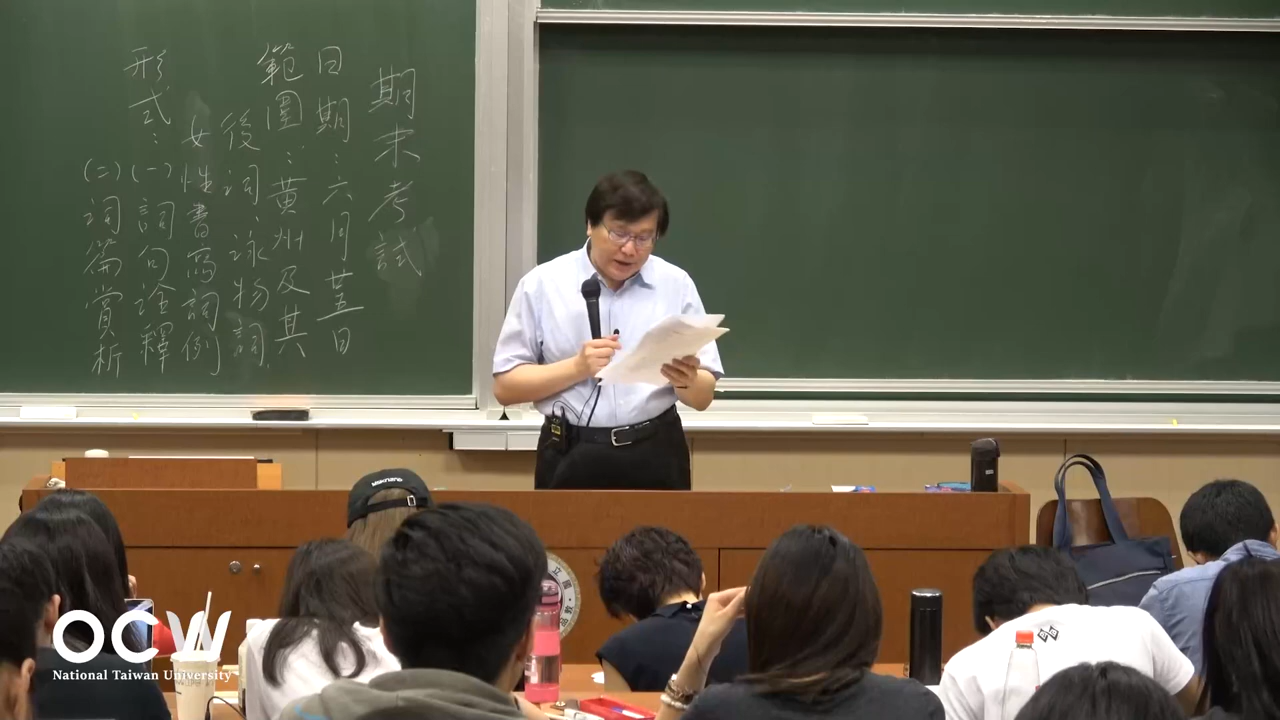 期末考試
日期：六月廿五日
範圍：黃州及其
後詞、詠物詞
女性書寫詞例
形式：(一)詞句詮釋
(二)詞篇賞析
OCW
National Taiwan University